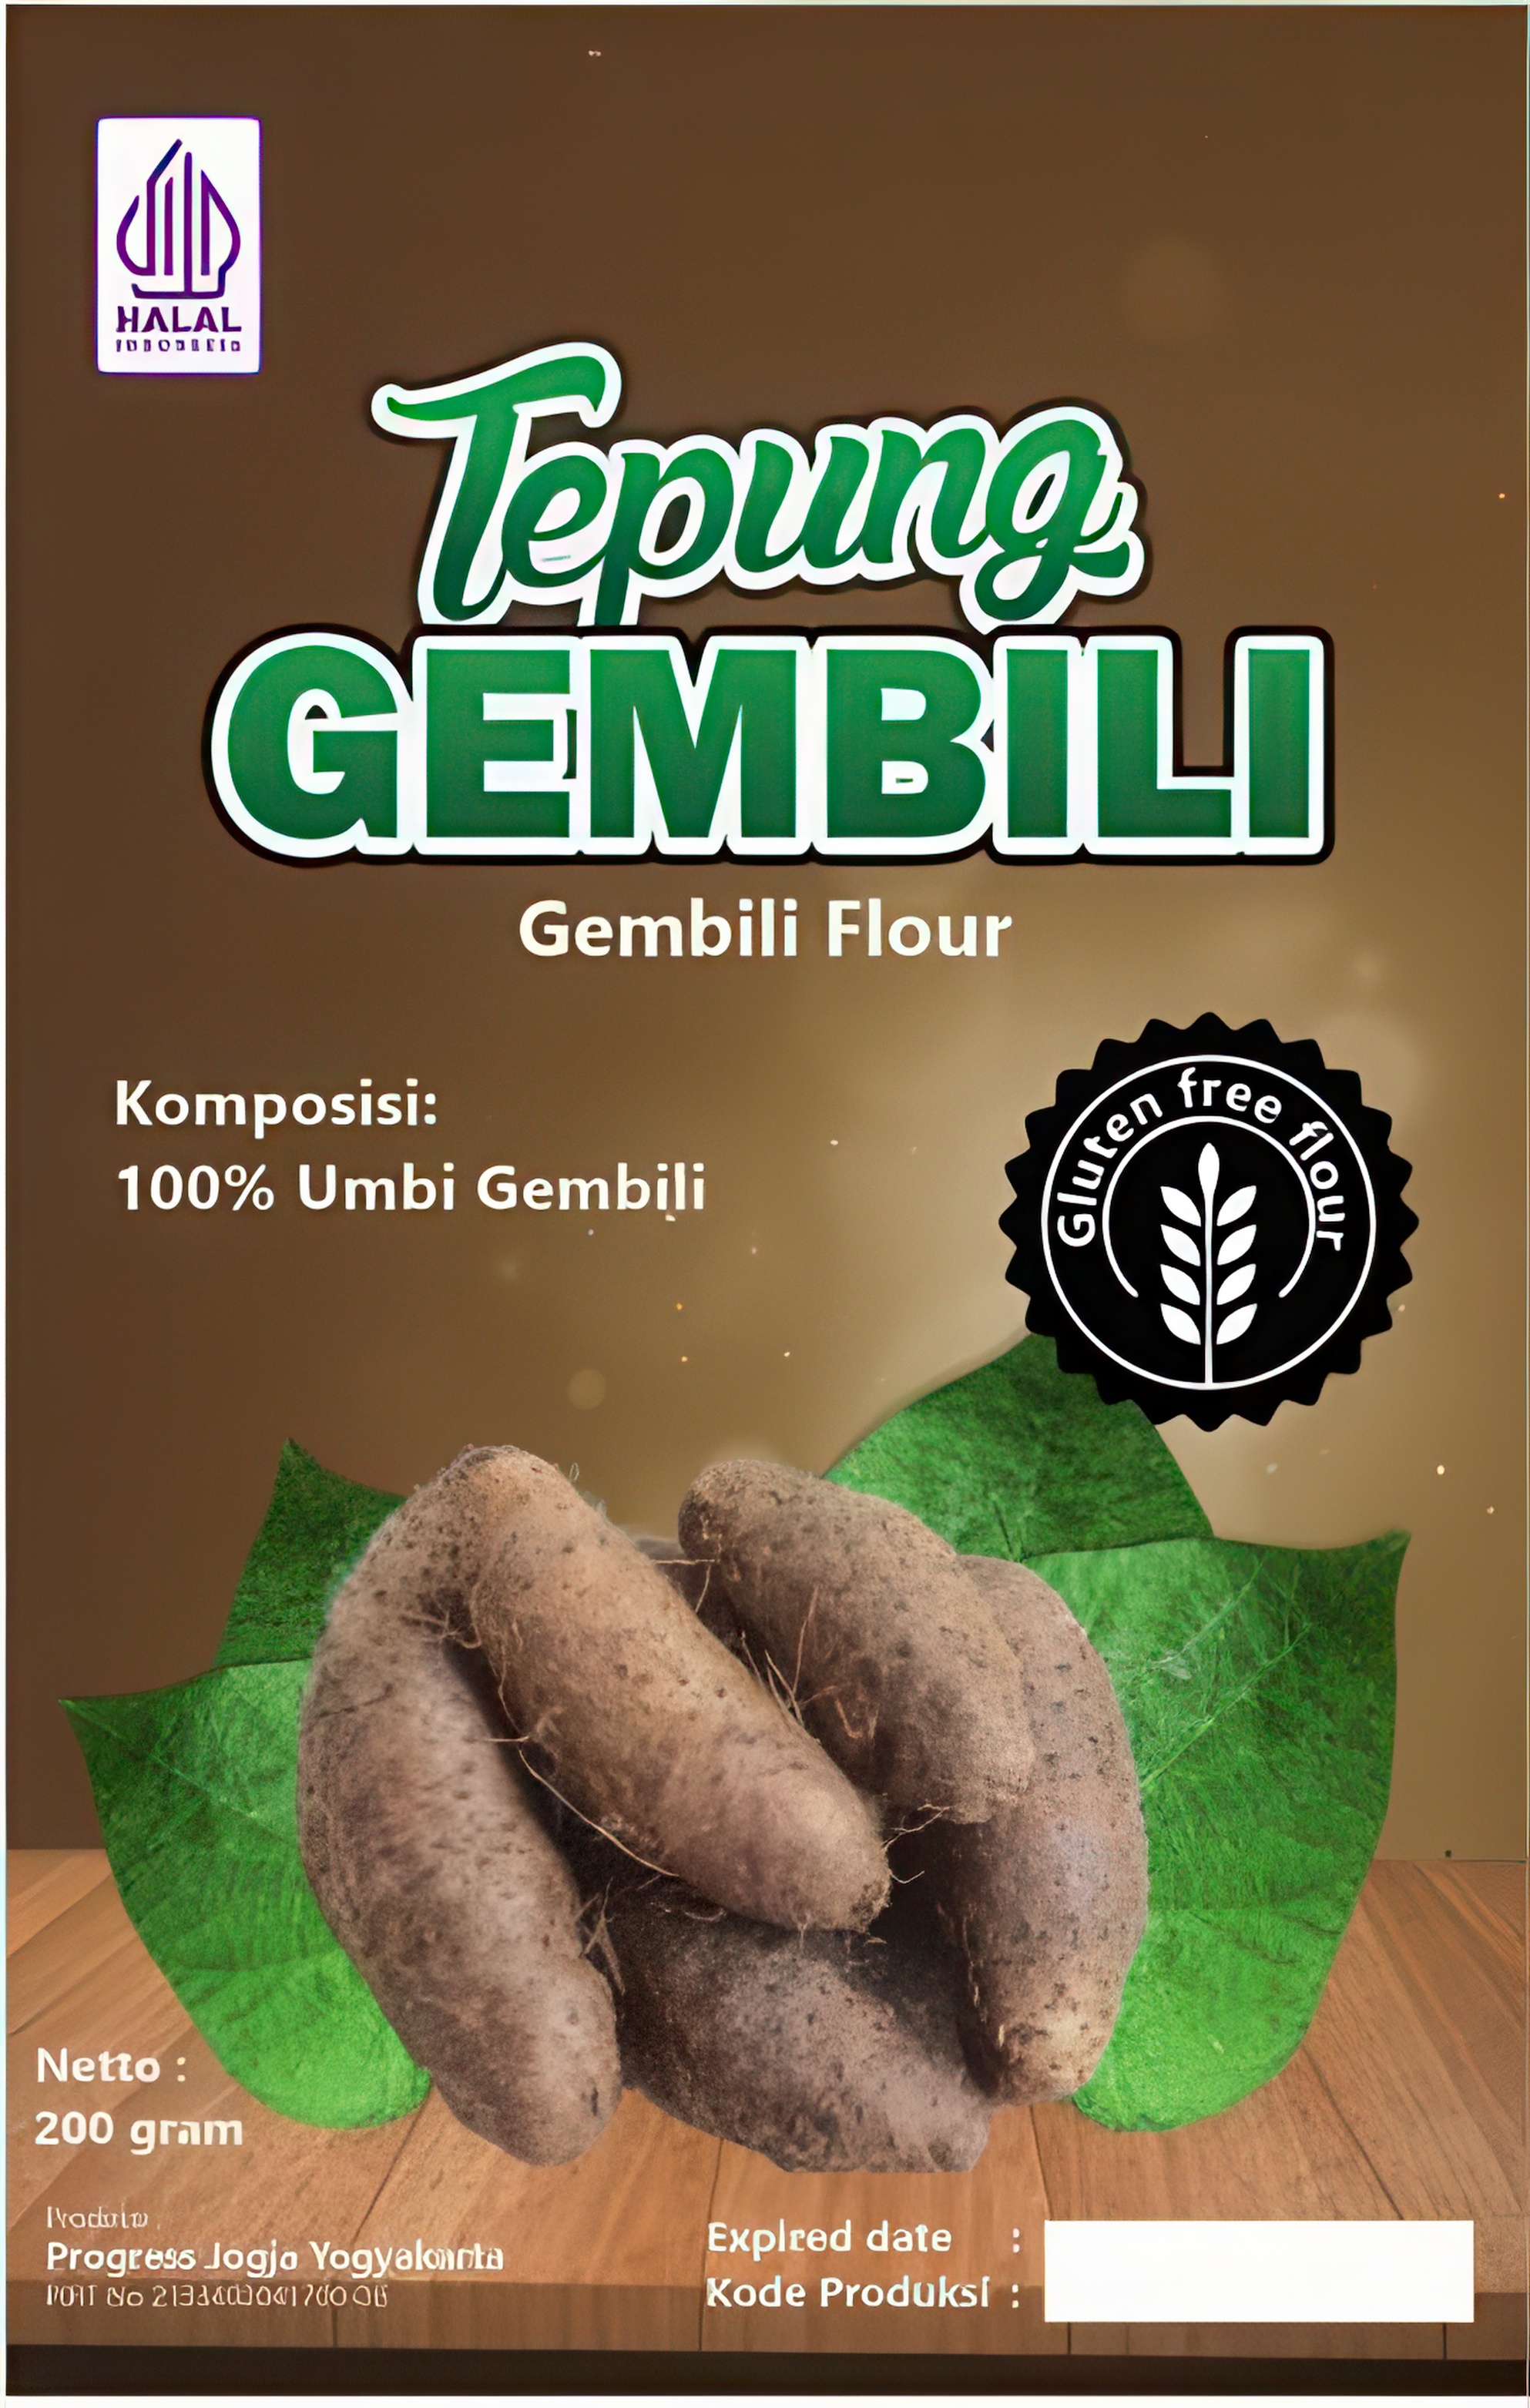 HALAL
INDONESIA
Tepung
GEMBILI
Gembili Flour
Komposisi:
100% Umbi Gembili
Gluten free flour
Netto :
200 gram
Progress Jogja Yogyakarta
Expired date :
Kode Produksi :